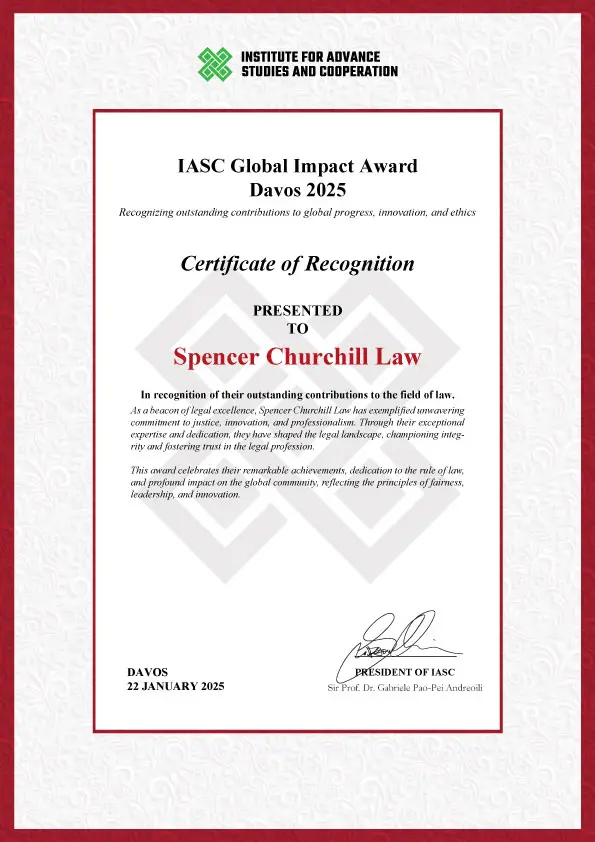 INSTITUTE FOR ADVANCE
STUDIES AND COOPERATION
IASC Global Impact Award
Davos 2025
Recognizing outstanding contributions to global progress, innovation, and ethics
Certificate of Recognition
PRESENTED
TO
Spencer Churchill Law
In recognition of their outstanding contributions to the field of law.
As a beacon of legal excellence, Spencer Churchill Law has exemplified unwavering
commitment to justice, innovation, and professionalism. Through their exceptional
expertise and dedication, they have shaped the legal landscape, championing integ-
rity and fostering trust in the legal profession.
This award celebrates their remarkable achievements, dedication to the rule of law,
and profound impact on the global community, reflecting the principles of fairness,
leadership, and innovation.
DAVOS
22 JANUARY 2025
PRESIDENT OF IASC
Sir Prof. Dr. Gabriele Pao-Pei Andreoili